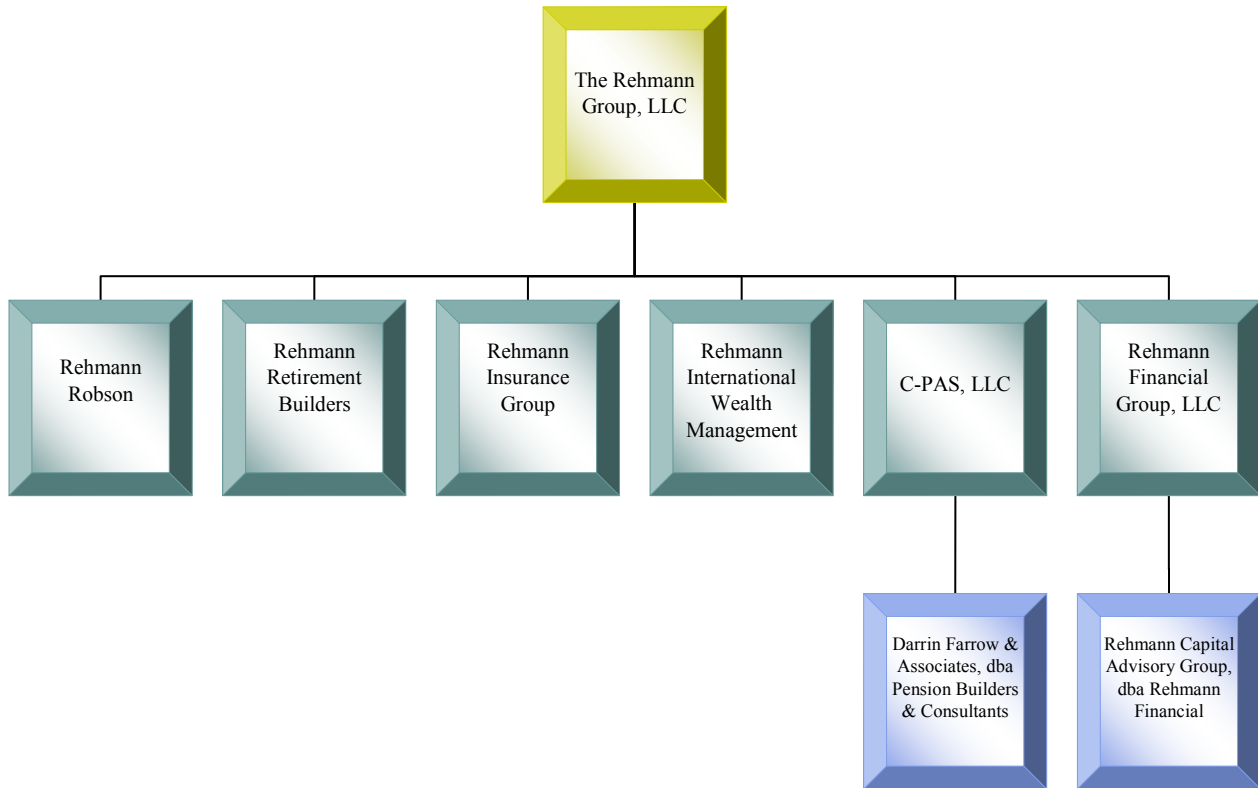 The Rehmann
Group, LLC
Rehmann
Robson
Rehmann
Retirement
Builders
Rehmann
Insurance
Group
Rehmann
International
Wealth
Management
C-PAS, LLC
Rehmann
Financial
Group, LLC
Darrin Farrow &
Associates, dba
Pension Builders
& Consultants
Rehmann Capital
Advisory Group,
dba Rehmann
Financial